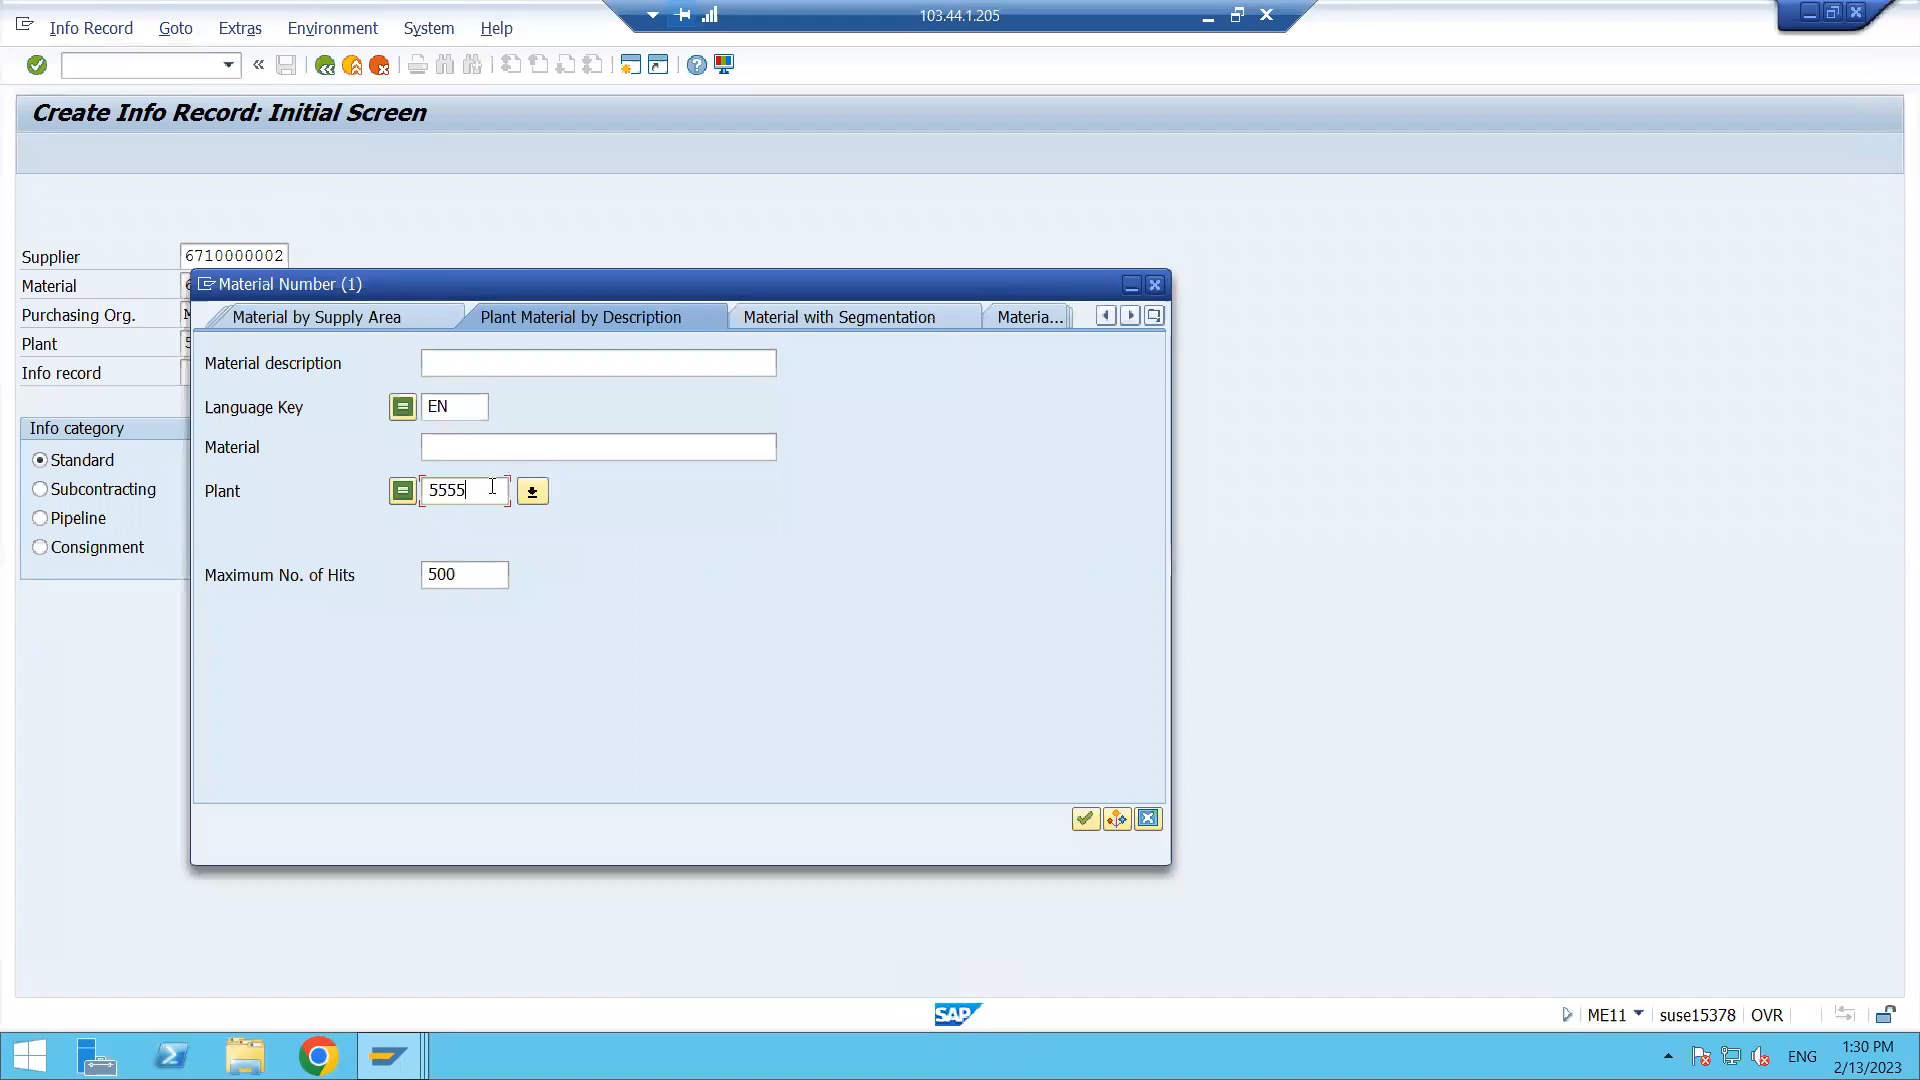 103.44.1.205
Info Record Goto Extras Environment System Help
Create Info Record: Initial Screen
Supplier 6710000002
Material
Purchasing Org.
Plant
Info record
Info category
Standard
Subcontracting
Pipeline
Consignment
Material Number (1)
Material by Supply Area Plant Material by Description Material with Segmentation Materia...
Material description
Language Key EN
Material
Plant 5555
Maximum No. of Hits 500
SAP
ME11 suse15378 OVR
ENG
1:30 PM
2/13/2023